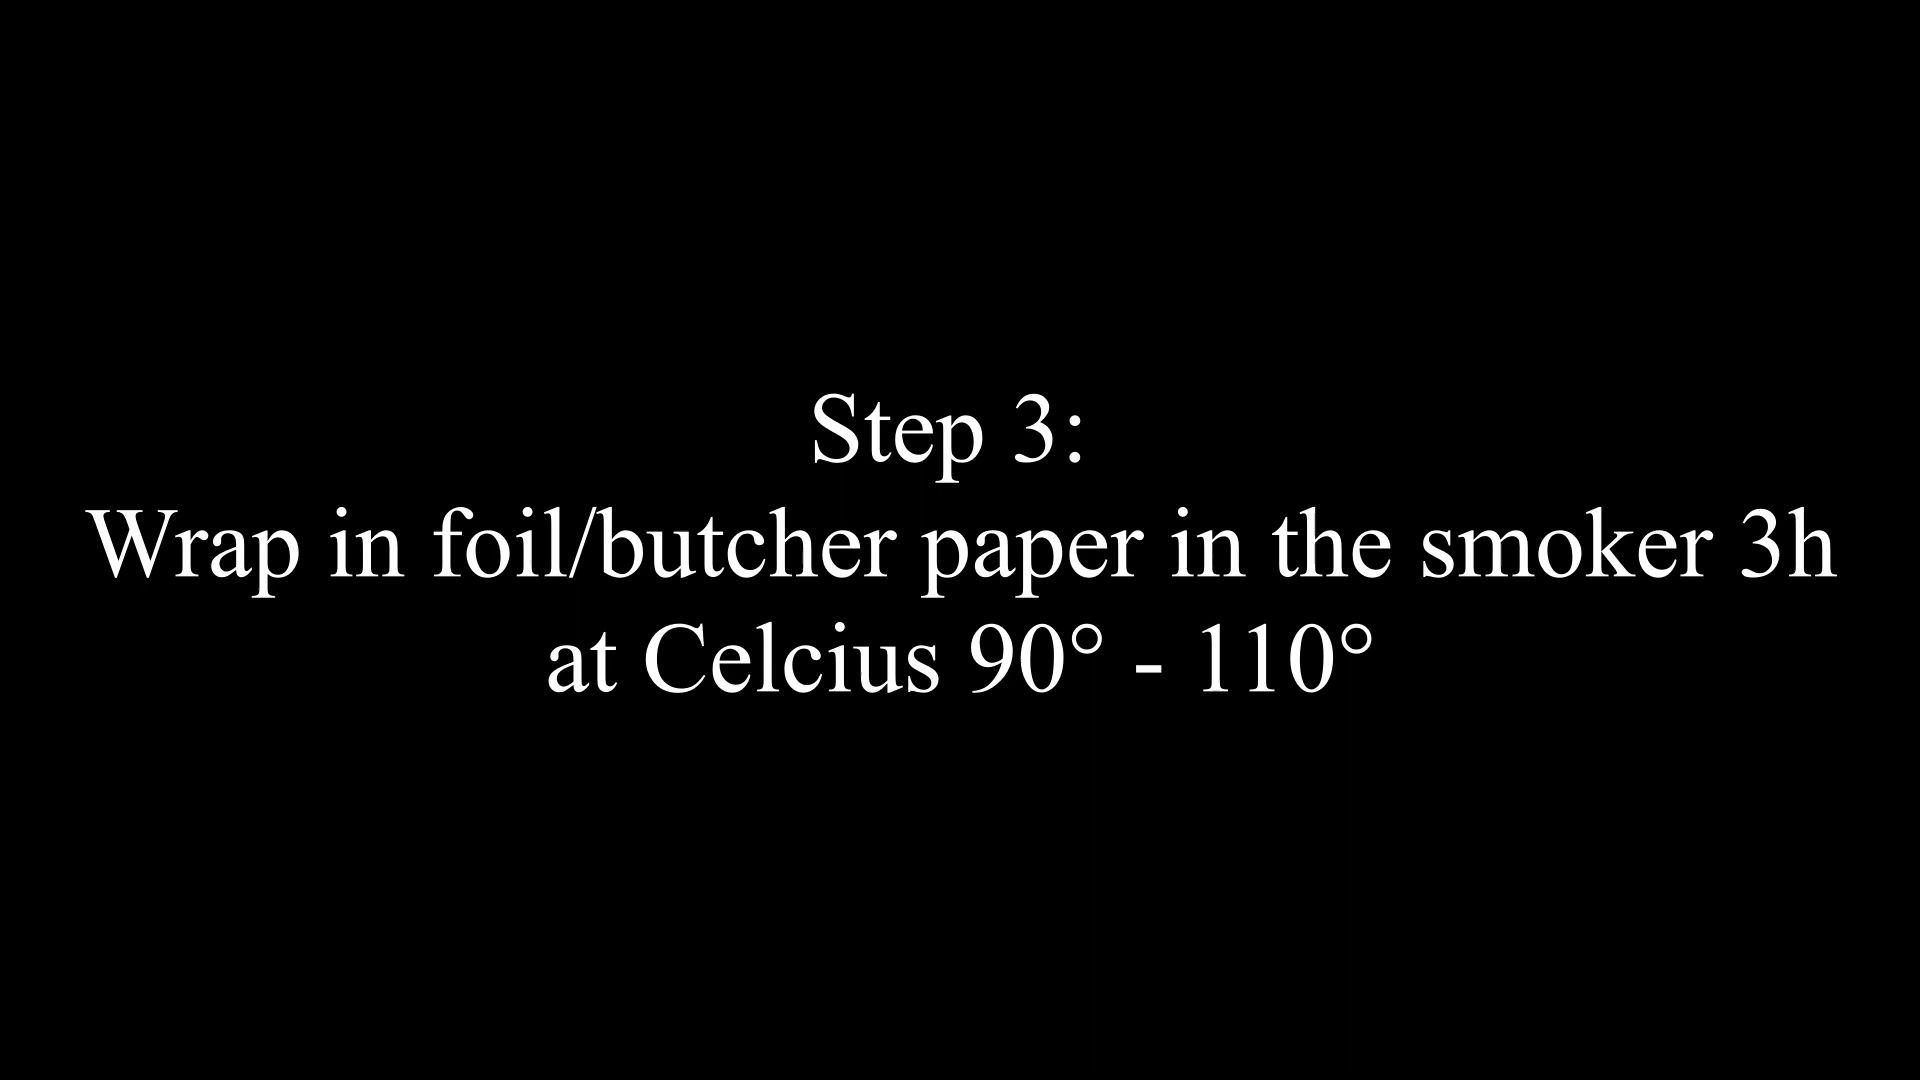 Step 3:
Wrap in foil/butcher paper in the smoker 3h
at Celcius 90° - 110°